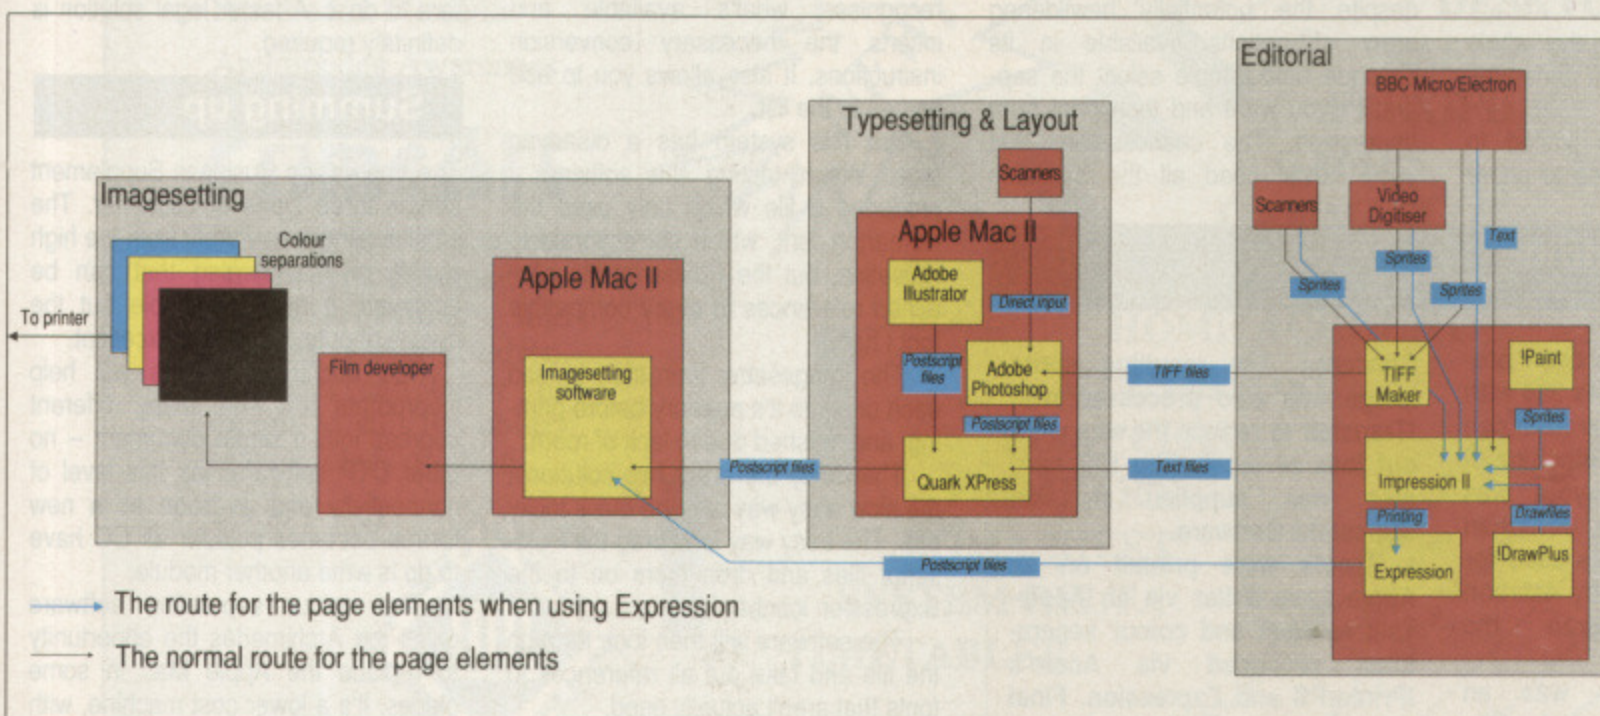 Editorial
BBC Micro/Electron
Typesetting & Layout
Scanners
Scanners
Video
Digitiser
Text
Sprites
Sprites
Sprites
Imagesetting
Colour
separations
To printer
Film developer
Apple Mac II
Imagesetting
software
Apple Mac II
Adobe
Illustrator
Direct input
Postscript
files
Adobe
Photoshop
Postscript files
Quark XPress
TIFF files
Text files
Postscript files
Postscript files
TIFF
Maker
!Paint
Sprites
Impression II
Printing
Drawfiles
Expression
!DrawPlus
The route for the page elements when using Expression
The normal route for the page elements